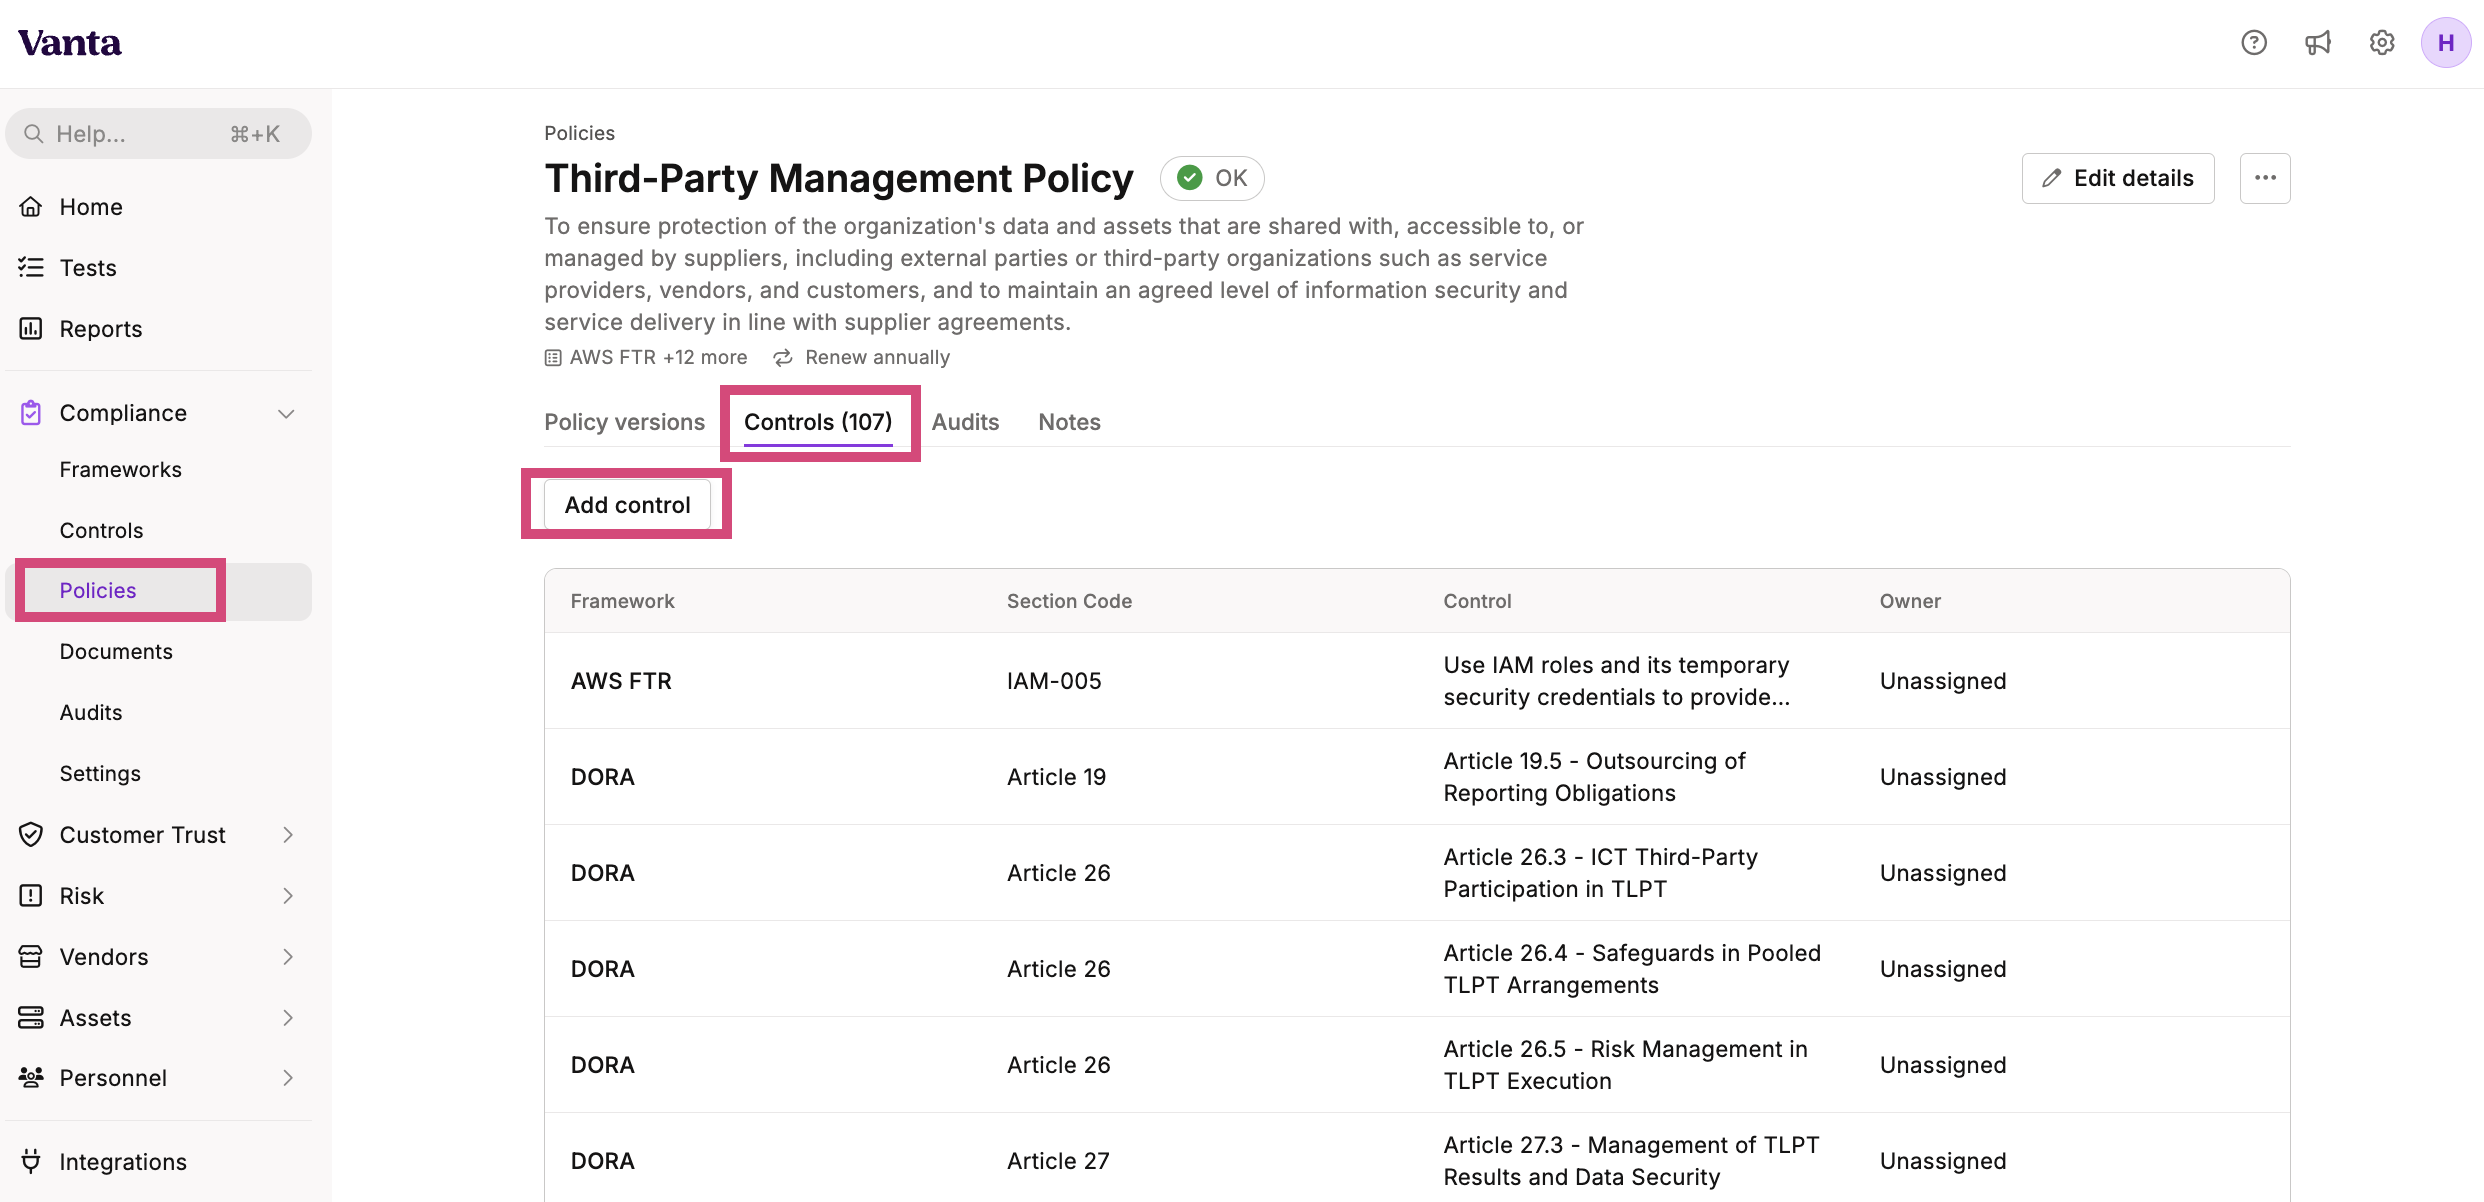 Vanta
H
Help... ⌘+K
Home
Tests
Reports
Compliance
Frameworks
Controls
Policies
Documents
Audits
Settings
Customer Trust
Risk
Vendors
Assets
Personnel
Integrations
Policies
Third-Party Management Policy OK
Edit details
To ensure protection of the organization's data and assets that are shared with, accessible to, or
managed by suppliers, including external parties or third-party organizations such as service
providers, vendors, and customers, and to maintain an agreed level of information security and
service delivery in line with supplier agreements.
AWS FTR +12 more Renew annually
Policy versions Controls (107) Audits Notes
Add control
Framework Section Code Control Owner
AWS FTR IAM-005 Use IAM roles and its temporary
security credentials to provide... Unassigned
DORA Article 19 Article 19.5 - Outsourcing of
Reporting Obligations Unassigned
DORA Article 26 Article 26.3 - ICT Third-Party
Participation in TLPT Unassigned
DORA Article 26 Article 26.4 - Safeguards in Pooled
TLPT Arrangements Unassigned
DORA Article 26 Article 26.5 - Risk Management in
TLPT Execution Unassigned
DORA Article 27 Article 27.3 - Management of TLPT
Results and Data Security Unassigned